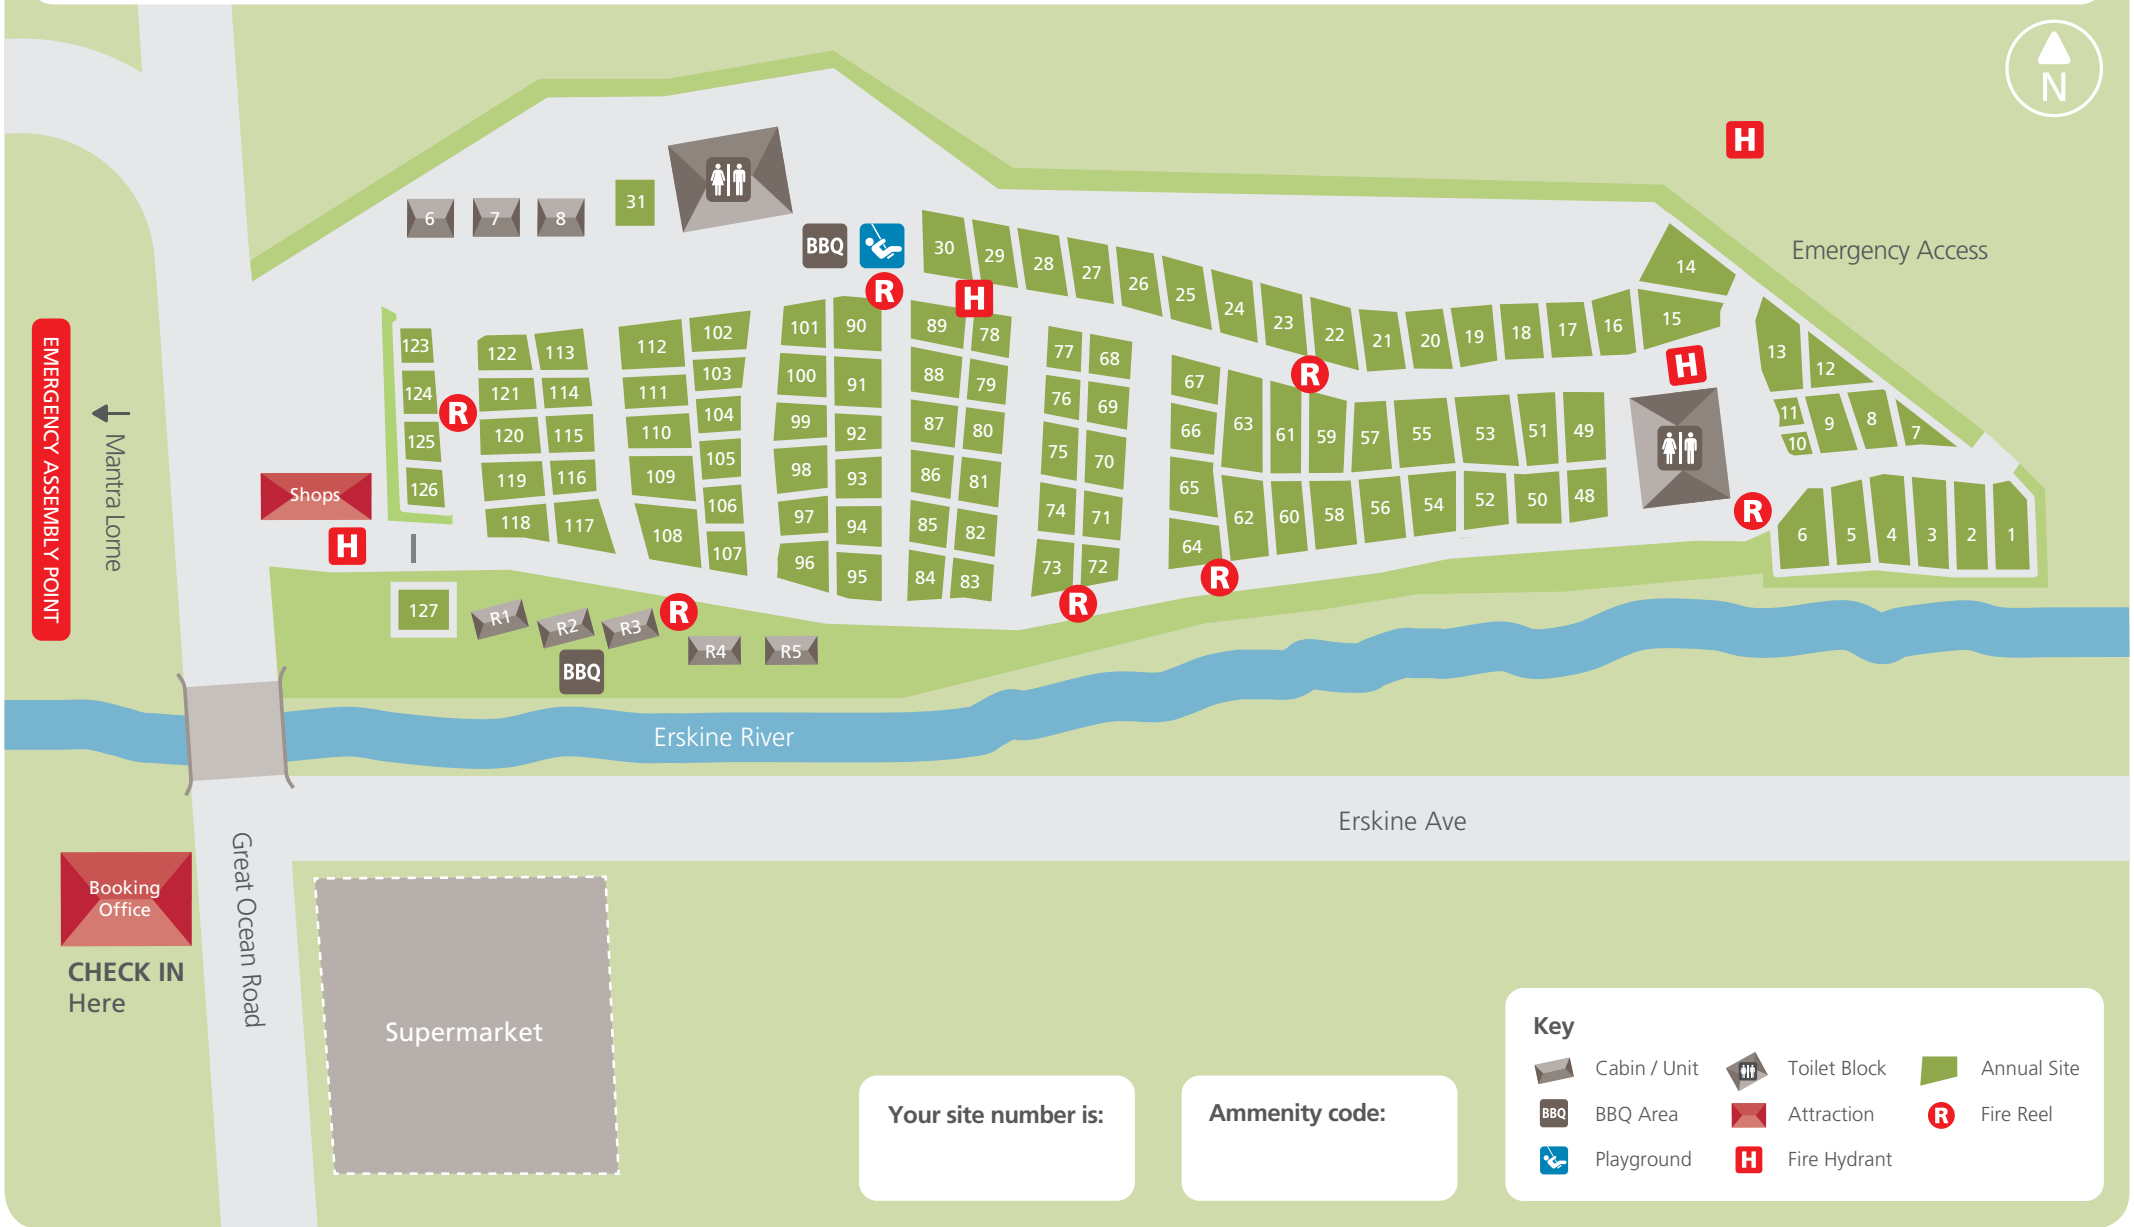 N
H
Emergency Access
6
7
8
31
BBQ
R
H
30
29
28
27
26
25
24
23
22
21
20
19
18
17
16
15
14
13
12
11
10
9
8
7
H
R
R
6
5
4
3
2
1
EMERGENCY ASSEMBLY POINT
Mantra Lorne
Shops
H
123
124
125
126
R
122
113
121
114
120
115
119
116
118
117
112
102
111
103
110
104
109
105
106
108
107
101
90
100
91
99
92
98
93
97
94
96
95
89
78
88
79
87
80
86
81
85
82
84
83
77
68
76
69
75
70
74
71
73
72
R
67
66
65
64
R
63
61
59
57
55
53
51
49
62
60
58
56
54
52
50
48
127
R1
R2
R3
R
R4
R5
BBQ
Erskine River
Erskine Ave
Great Ocean Road
Booking
Office
CHECK IN
Here
Supermarket
Your site number is:
Ammenity code:
Key
Cabin / Unit
Toilet Block
Annual Site
BBQ
BBQ Area
Attraction
R
Fire Reel
Playground
H
Fire Hydrant